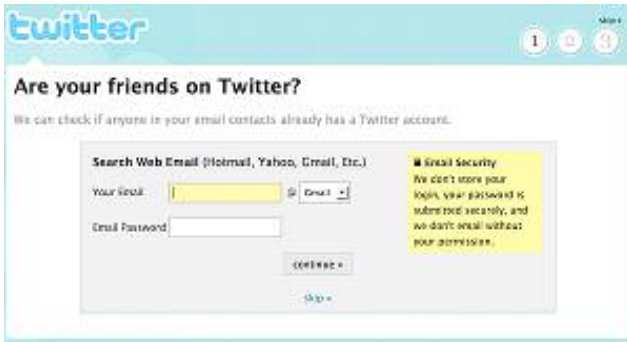 twitter
skip »
1 2 3
Are your friends on Twitter?
We can check if anyone in your email contacts already has a Twitter account.
Search Web Email (Hotmail, Yahoo, Gmail, Etc.)
Your Email @ Gmail
Email Password
continue »
skip »
Email Security
We don't store your
login, your password is
submitted securely, and
we don't email without
your permission.